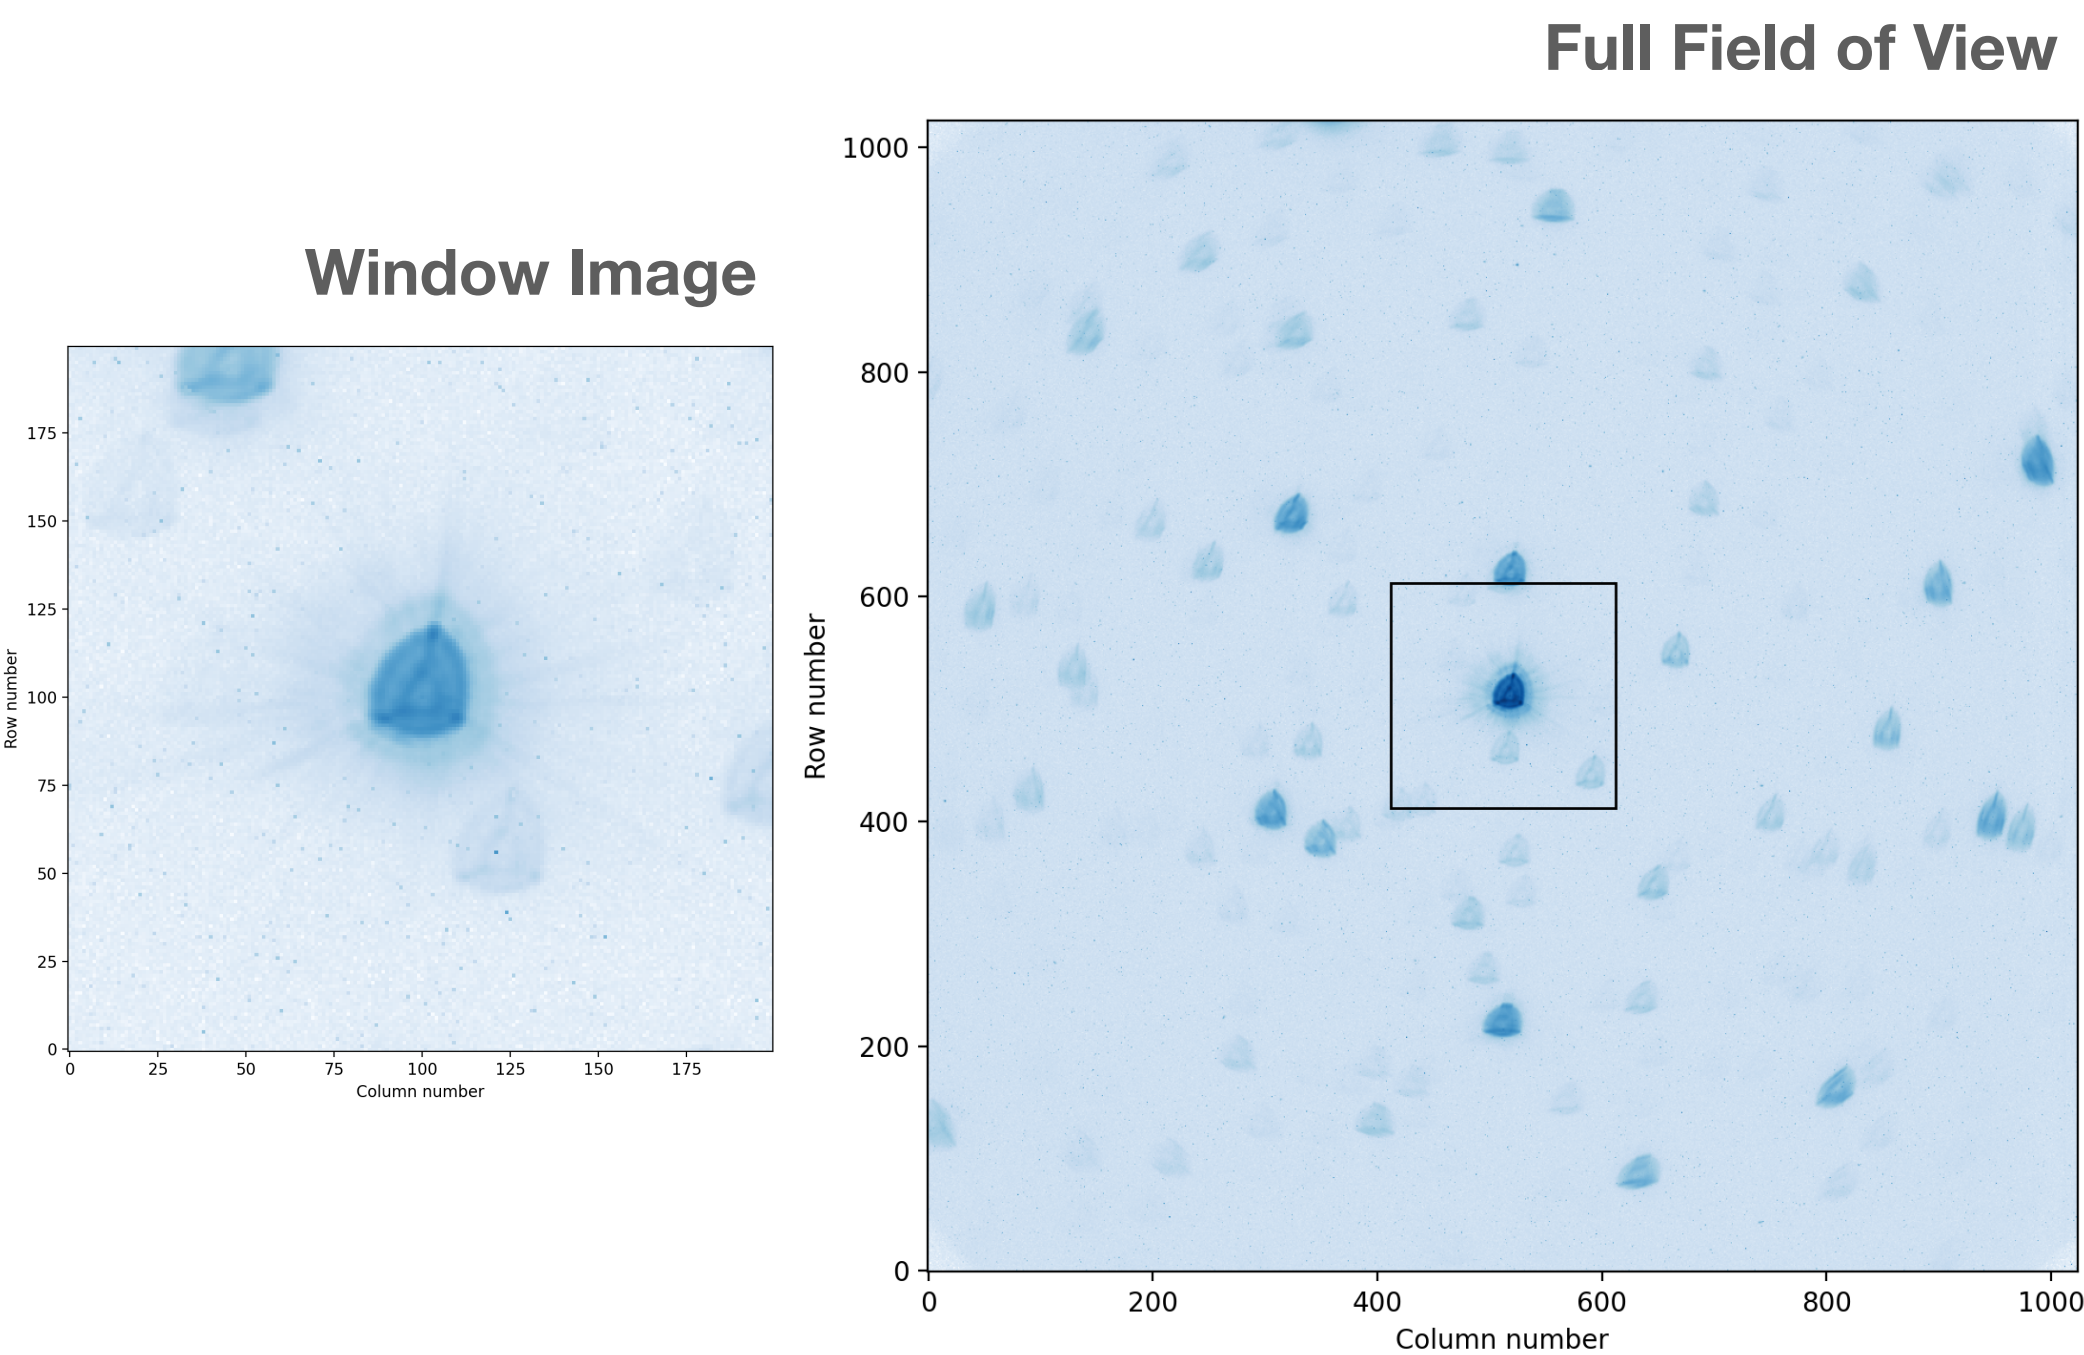 Full Field of View
Window Image
175
150
125
100
75
50
25
0
Row number
0 25 50 75 100 125 150 175
Column number
1000
800
600
400
200
0
Row number
0 200 400 600 800 1000
Column number